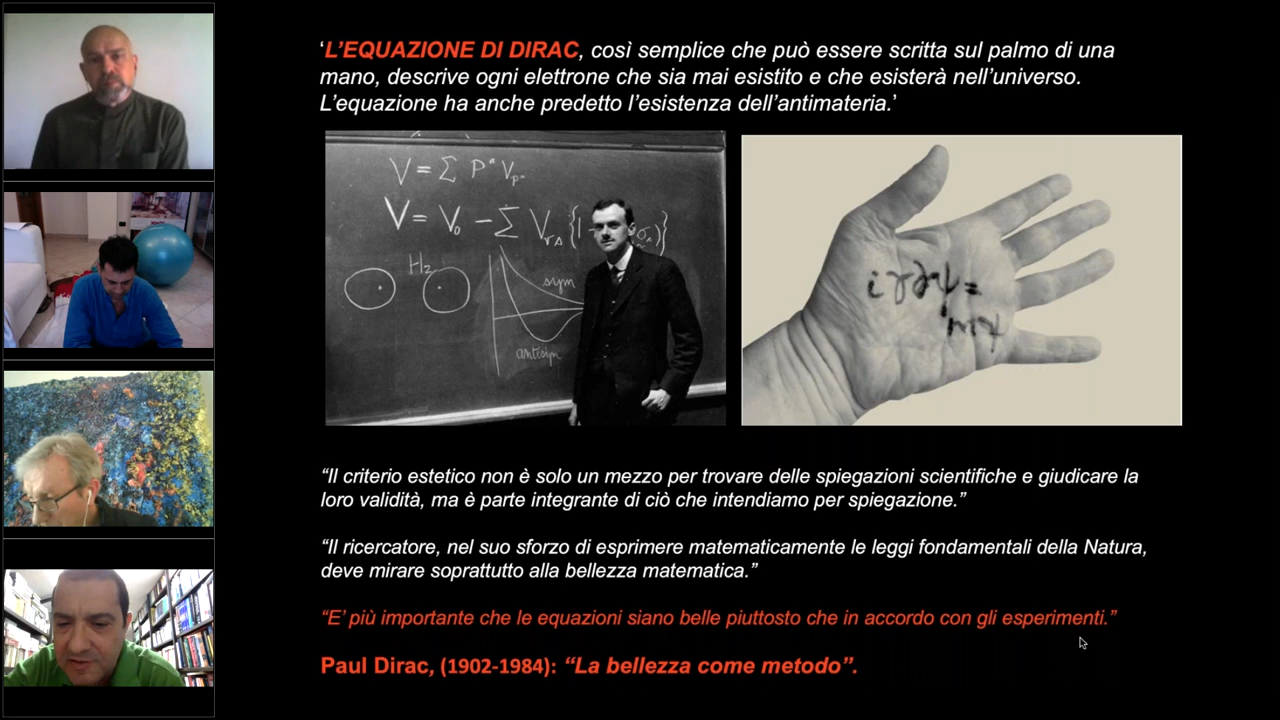 ‘L’EQUAZIONE DI DIRAC, così semplice che può essere scritta sul palmo di una
mano, descrive ogni elettrone che sia mai esistito e che esisterà nell’universo.
L’equazione ha anche predetto l’esistenza dell’antimateria.’
V = Σ Pᵅ V
V = V₀ − Σ Vᵣₛ {1 − σₛ)}
H₂
sym
antisym
i γ ∂ ψ =
m ψ
“Il criterio estetico non è solo un mezzo per trovare delle spiegazioni scientifiche e giudicare la
loro validità, ma è parte integrante di ciò che intendiamo per spiegazione.”
“Il ricercatore, nel suo sforzo di esprimere matematicamente le leggi fondamentali della Natura,
deve mirare soprattutto alla bellezza matematica.”
“E’ più importante che le equazioni siano belle piuttosto che in accordo con gli esperimenti.”
Paul Dirac, (1902-1984): “La bellezza come metodo”.